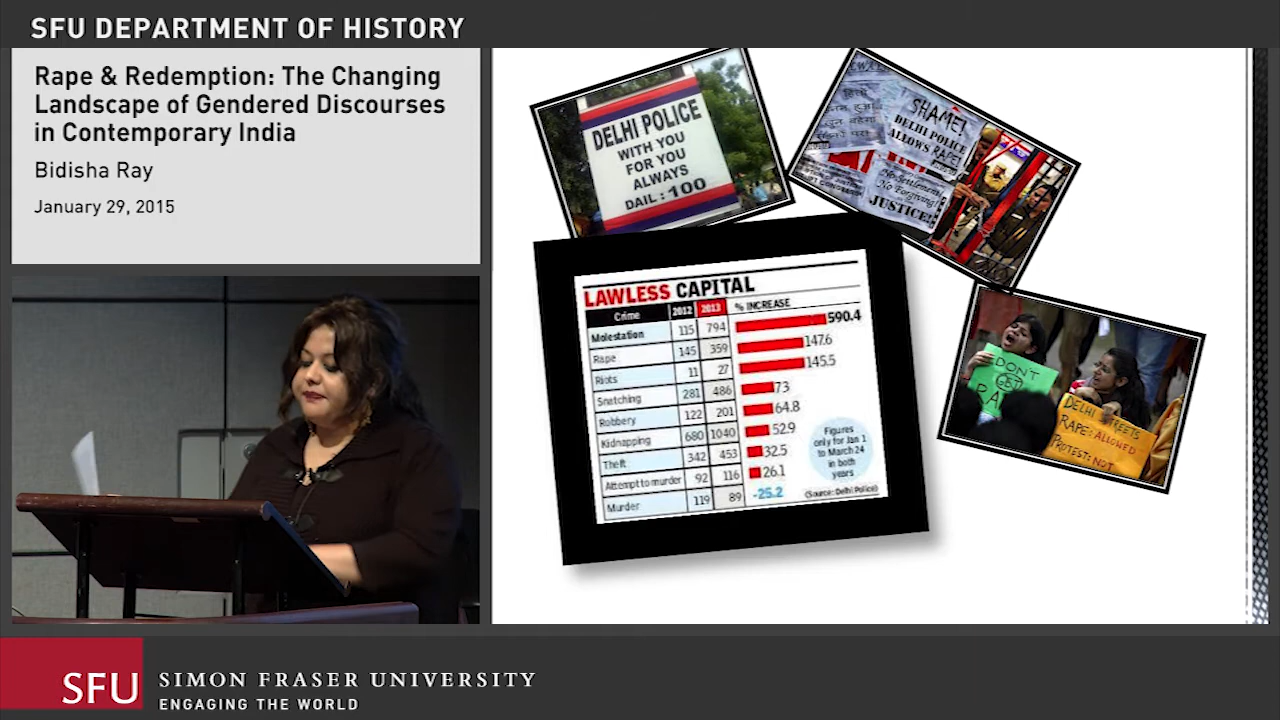 SFU DEPARTMENT OF HISTORY
Rape & Redemption: The Changing
Landscape of Gendered Discourses
in Contemporary India
Bidisha Ray
January 29, 2015
DELHI POLICE
WITH YOU
FOR YOU
ALWAYS
DAIL : 100
SHAME!
DELHI POLICE
ALLOWS RAPE!
No Settlement
No Forgiving!
JUSTICE!
DONT
GET
DELHI STREETS
RAPE: ALLOWED
PROTEST: NOT
LAWLESS CAPITAL
Crime 2012 2013 % INCREASE
Molestation 115 794 590.4
Rape 145 359 147.6
Riots 11 27 145.5
Snatching 281 486 73
Robbery 122 201 64.8
Kidnapping 680 1040 52.9
Theft 342 453 32.5
Attempt to murder 92 116 26.1
Murder 119 89 -25.2
Figures
only for Jan 1
to March 24
in both
years
(Source: Delhi Police)
SFU
SIMON FRASER UNIVERSITY
ENGAGING THE WORLD